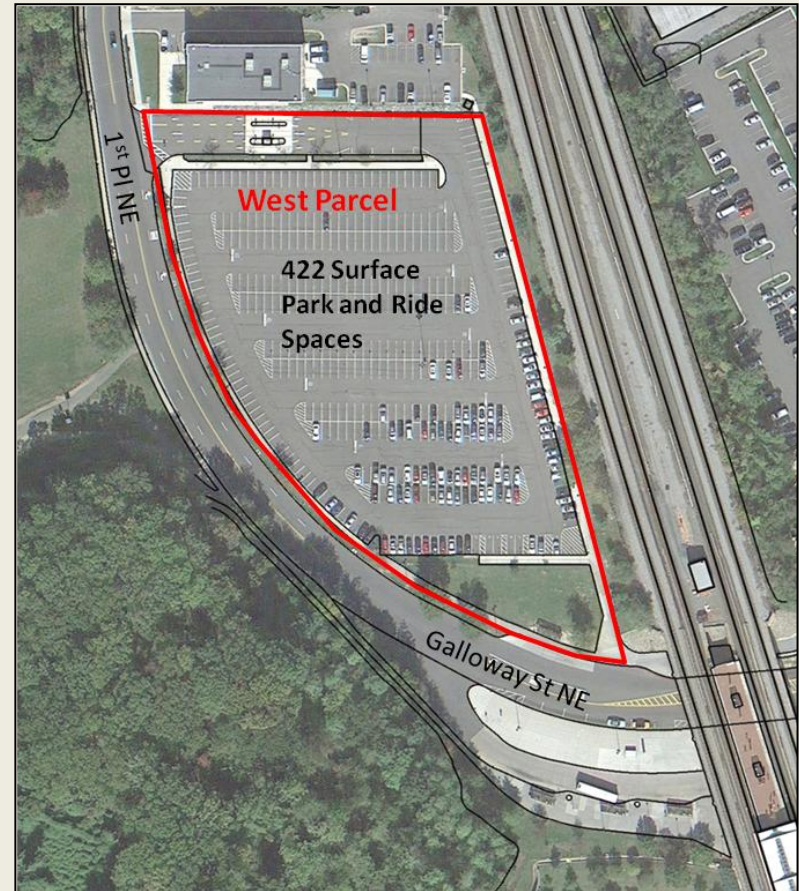 1st Pl NE
West Parcel
422 Surface
Park and Ride
Spaces
Galloway St NE